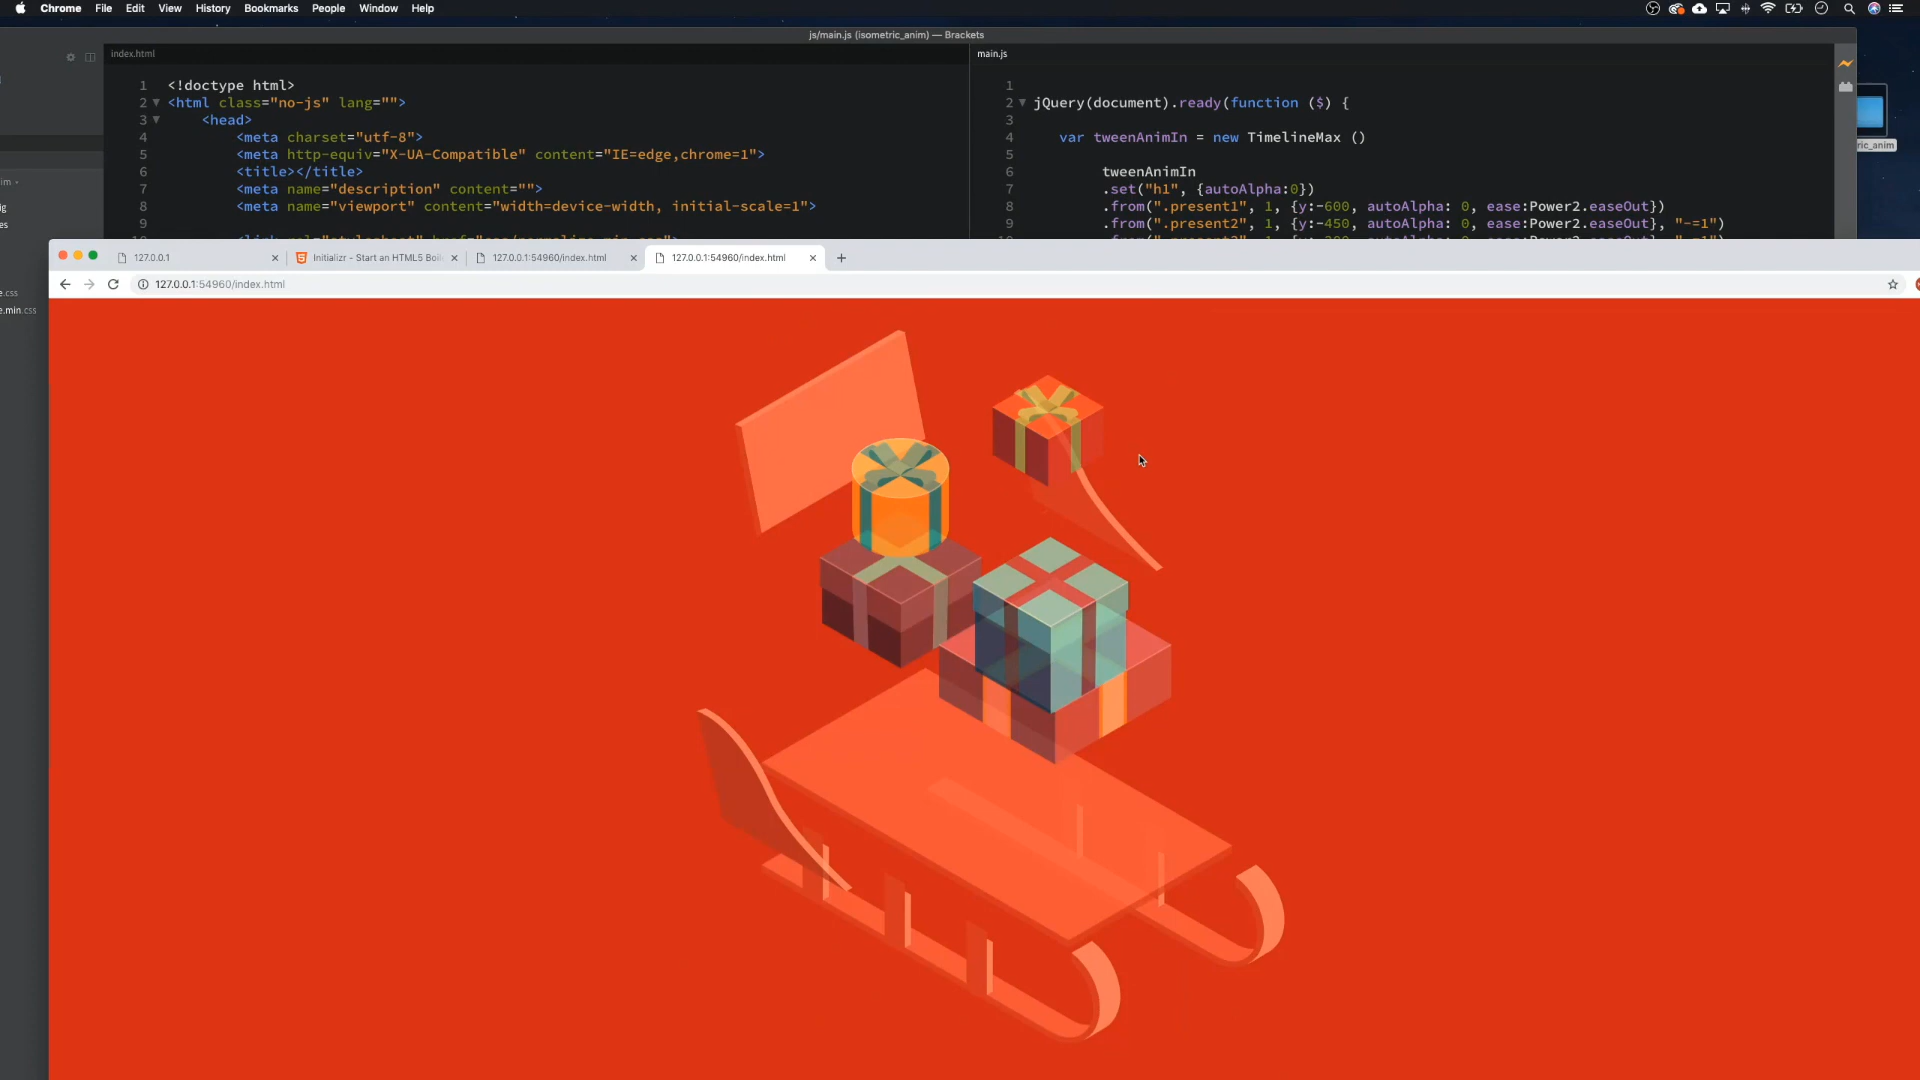 Chrome File Edit View History Bookmarks People Window Help
js/main.js (isometric_anim) — Brackets
index.html
main.js
1 <!doctype html>
2 <html class="no-js" lang="">
3 <head>
4 <meta charset="utf-8">
5 <meta http-equiv="X-UA-Compatible" content="IE=edge,chrome=1">
6 <title></title>
7 <meta name="description" content="">
8 <meta name="viewport" content="width=device-width, initial-scale=1">
9
1
2 jQuery(document).ready(function ($) {
3
4 var tweenAnimIn = new TimelineMax ()
5
6 tweenAnimIn
7 .set("h1", {autoAlpha:0})
8 .from(".present1", 1, {y:-600, autoAlpha: 0, ease:Power2.easeOut})
9 .from(".present2", 1, {y:-450, autoAlpha: 0, ease:Power2.easeOut}, "-=1")
ric_anim
e.css
e.min.css
127.0.0.1
Initializr - Start an HTML5 Boil
127.0.0.1:54960/index.html
127.0.0.1:54960/index.html
127.0.0.1:54960/index.html